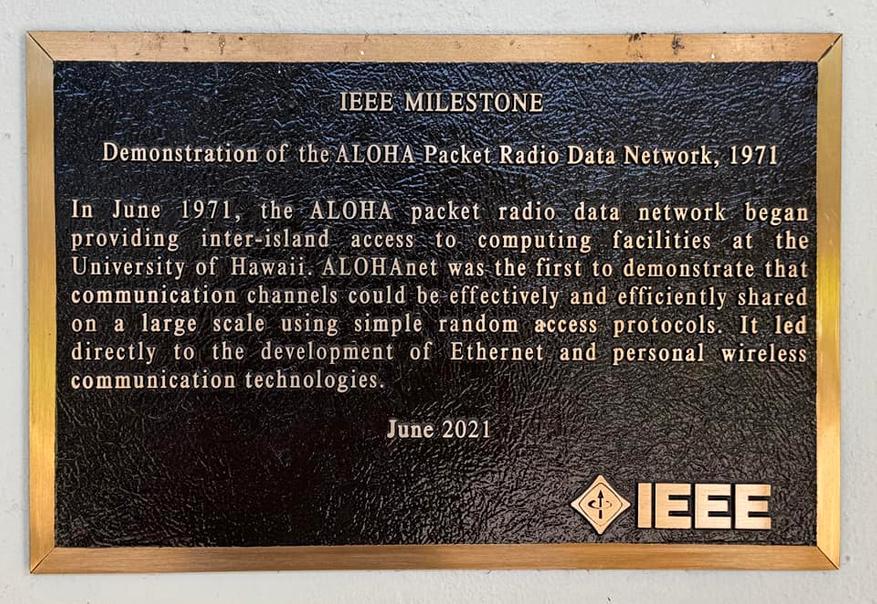 IEEE MILESTONE
Demonstration of the ALOHA Packet Radio Data Network, 1971
In June 1971, the ALOHA packet radio data network began
providing inter-island access to computing facilities at the
University of Hawaii. ALOHAnet was the first to demonstrate that
communication channels could be effectively and efficiently shared
on a large scale using simple random access protocols. It led
directly to the development of Ethernet and personal wireless
communication technologies.
June 2021
IEEE